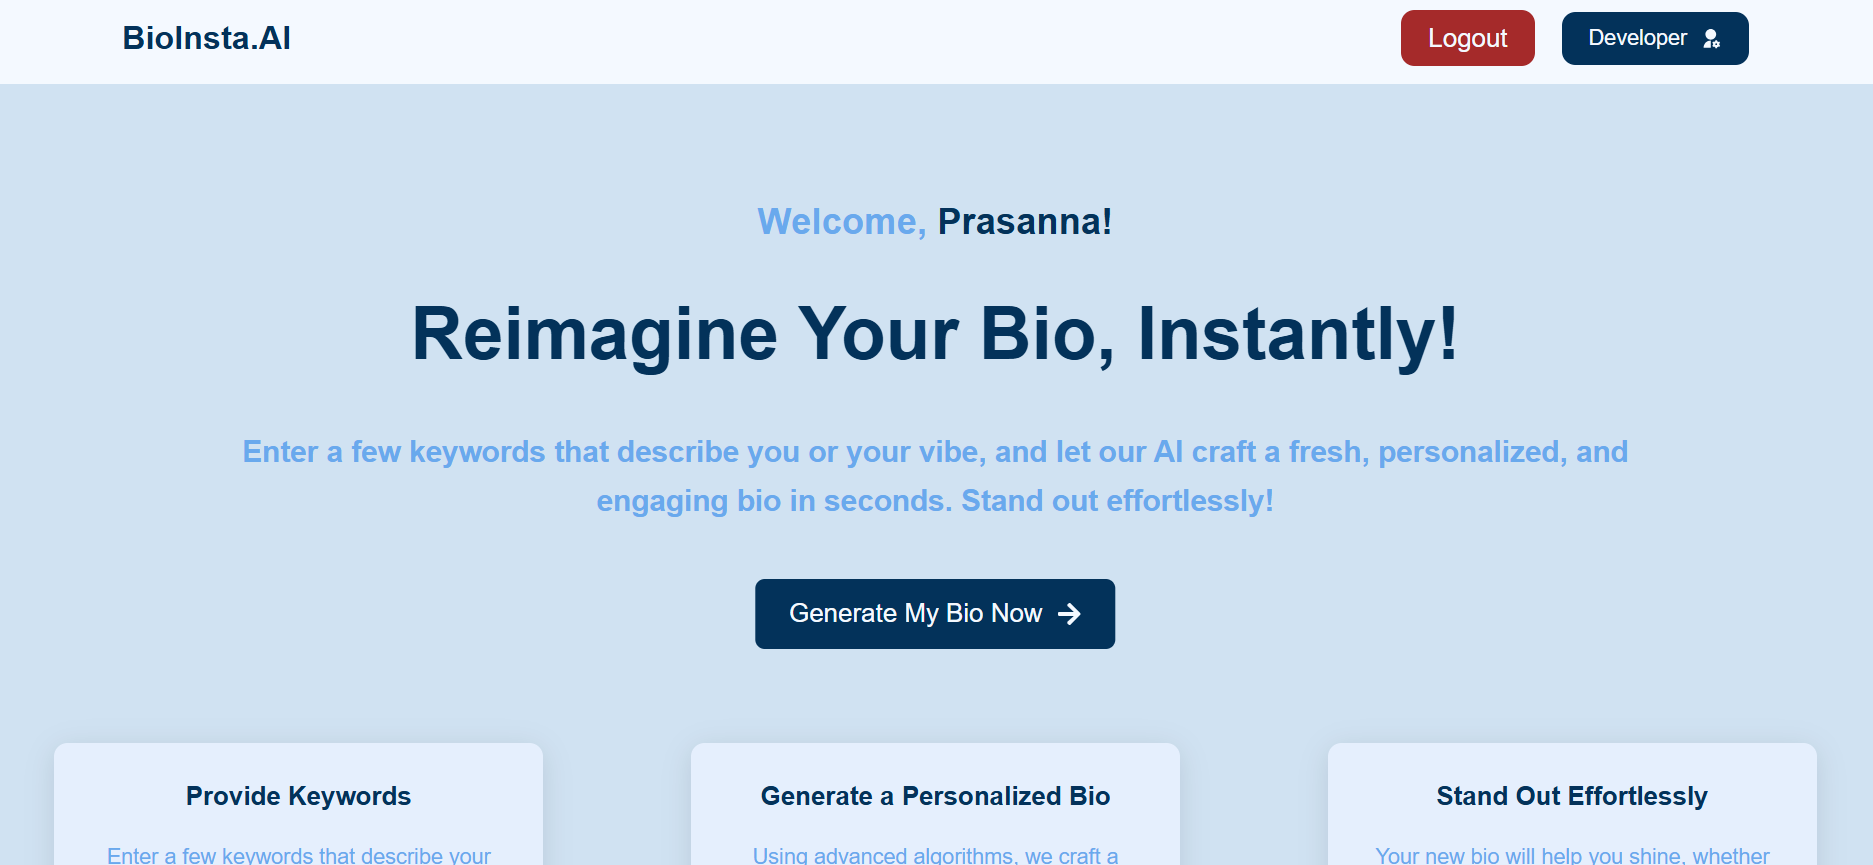 BioInsta.AI
Logout
Developer
Welcome, Prasanna!
Reimagine Your Bio, Instantly!
Enter a few keywords that describe you or your vibe, and let our AI craft a fresh, personalized, and
engaging bio in seconds. Stand out effortlessly!
Generate My Bio Now
Provide Keywords
Enter a few keywords that describe your
Generate a Personalized Bio
Using advanced algorithms, we craft a
Stand Out Effortlessly
Your new bio will help you shine, whether